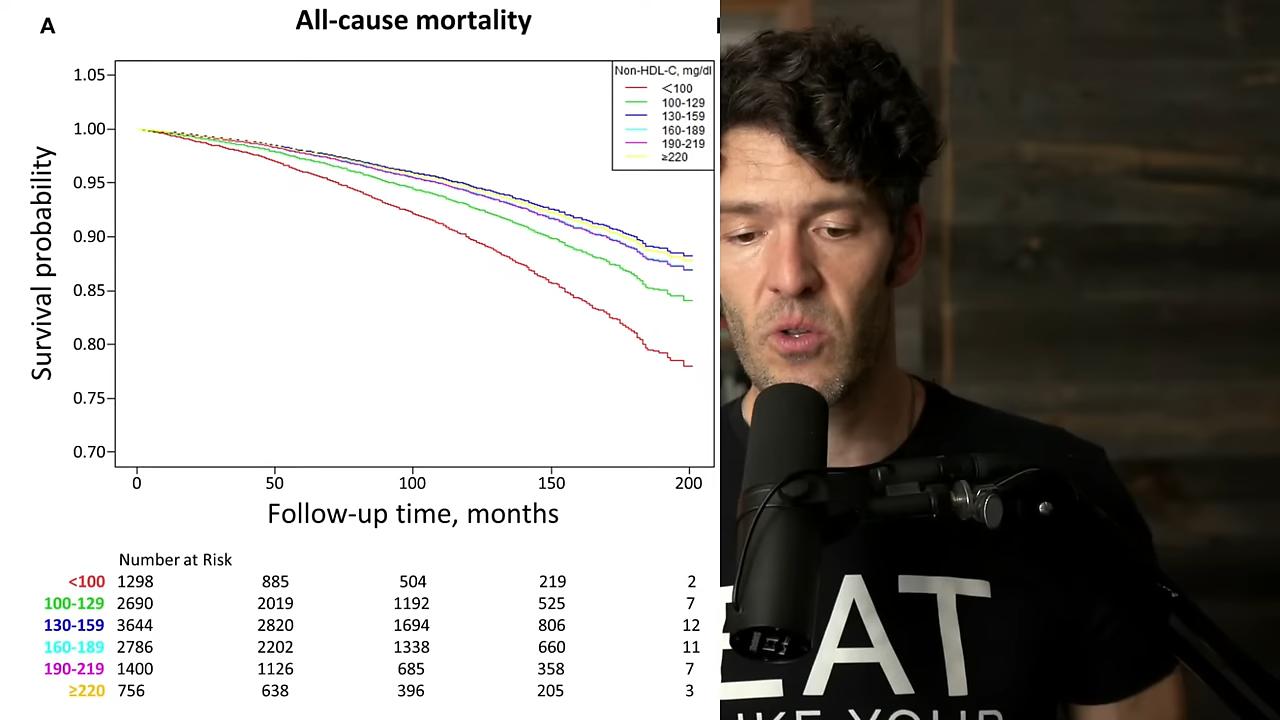 A
All-cause mortality
Non-HDL-C, mg/dl
<100
100-129
130-159
160-189
190-219
≥220
1.05
1.00
0.95
0.90
0.85
0.80
0.75
0.70
Survival probability
0 50 100 150 200
Follow-up time, months
Number at Risk
<100 1298 885 504 219 2
100-129 2690 2019 1192 525 7
130-159 3644 2820 1694 806 12
160-189 2786 2202 1338 660 11
190-219 1400 1126 685 358 7
≥220 756 638 396 205 3
EAT
LIKE YOUR